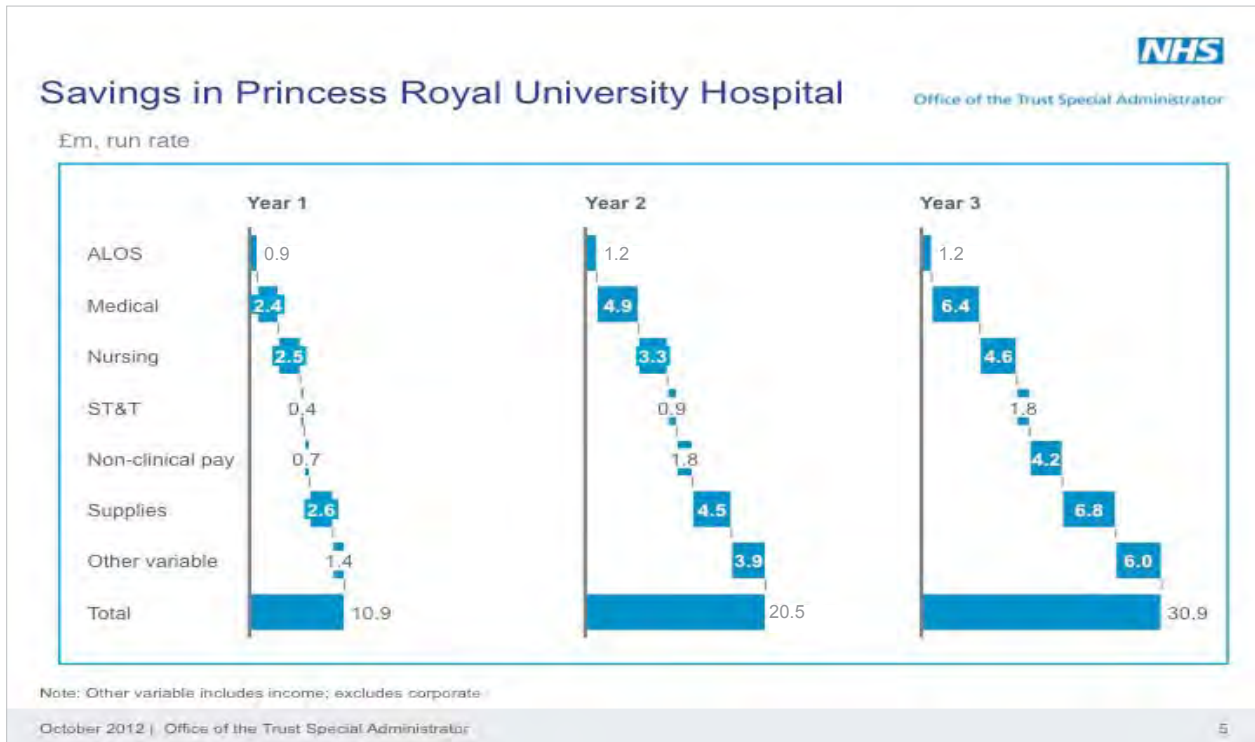 NHS
Savings in Princess Royal University Hospital
Office of the Trust Special Administrator
£m, run rate
Year 1 Year 2 Year 3
ALOS 0.9 1.2 1.2
Medical 2.4 4.9 6.4
Nursing 2.5 3.3 4.6
ST&T 0.4 0.9 1.8
Non-clinical pay 0.7 1.8 4.2
Supplies 2.6 4.5 6.8
Other variable 1.4 3.9 6.0
Total 10.9 20.5 30.9
Note: Other variable includes income; excludes corporate
October 2012 | Office of the Trust Special Administrator 5